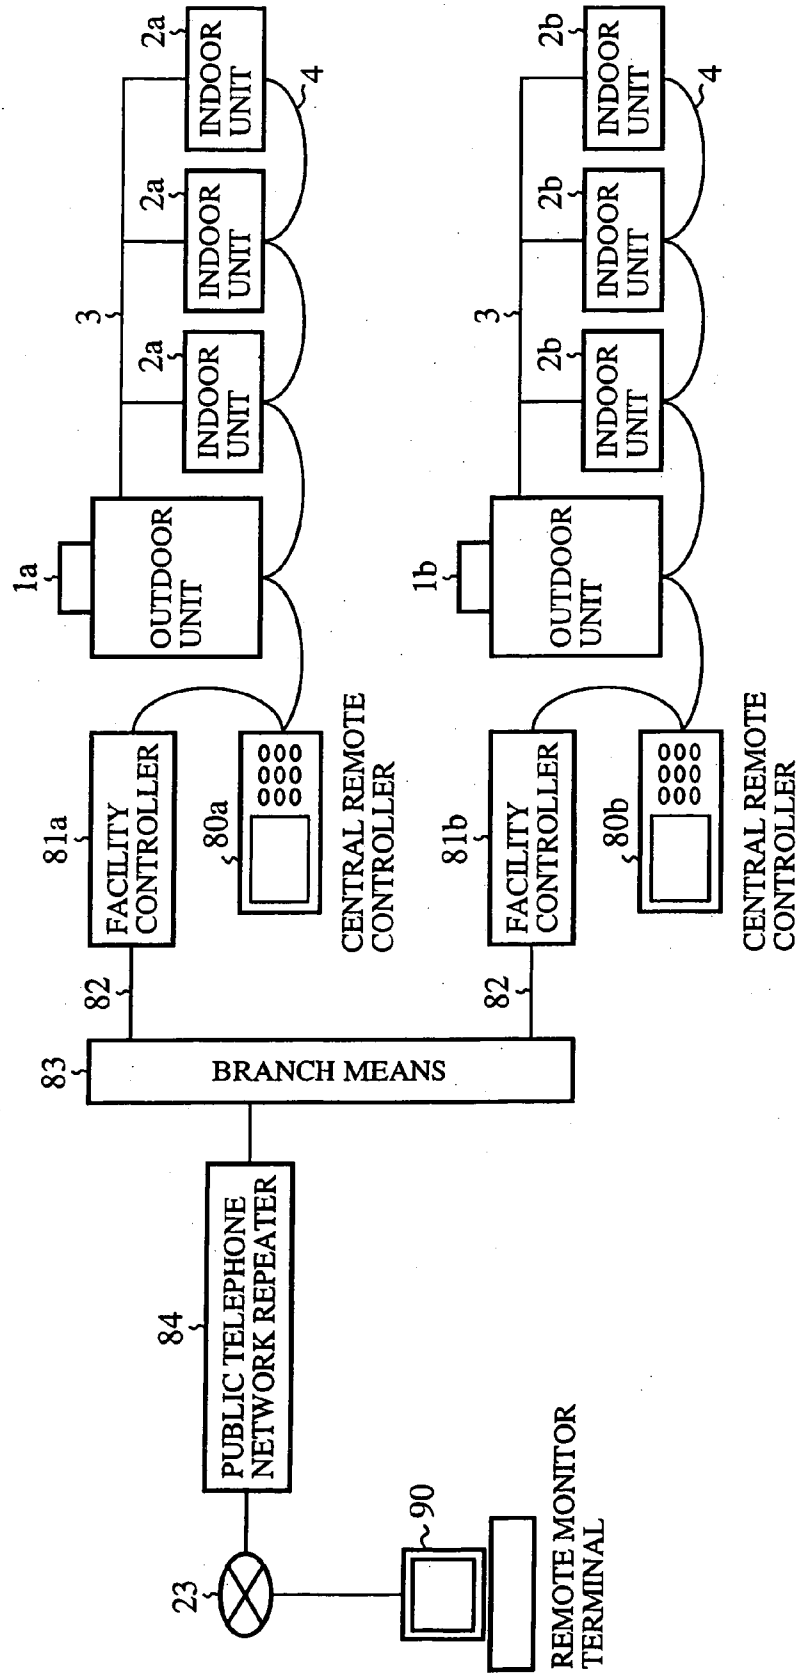 23
90
REMOTE MONITOR
TERMINAL
84
PUBLIC TELEPHONE
NETWORK REPEATER
83
BRANCH MEANS
82
81a
FACILITY
CONTROLLER
80a
CENTRAL REMOTE
CONTROLLER
1a
OUTDOOR
UNIT
3
2a
INDOOR
UNIT
2a
INDOOR
UNIT
2a
INDOOR
UNIT
4
82
81b
FACILITY
CONTROLLER
80b
CENTRAL REMOTE
CONTROLLER
1b
OUTDOOR
UNIT
3
2b
INDOOR
UNIT
2b
INDOOR
UNIT
2b
INDOOR
UNIT
4